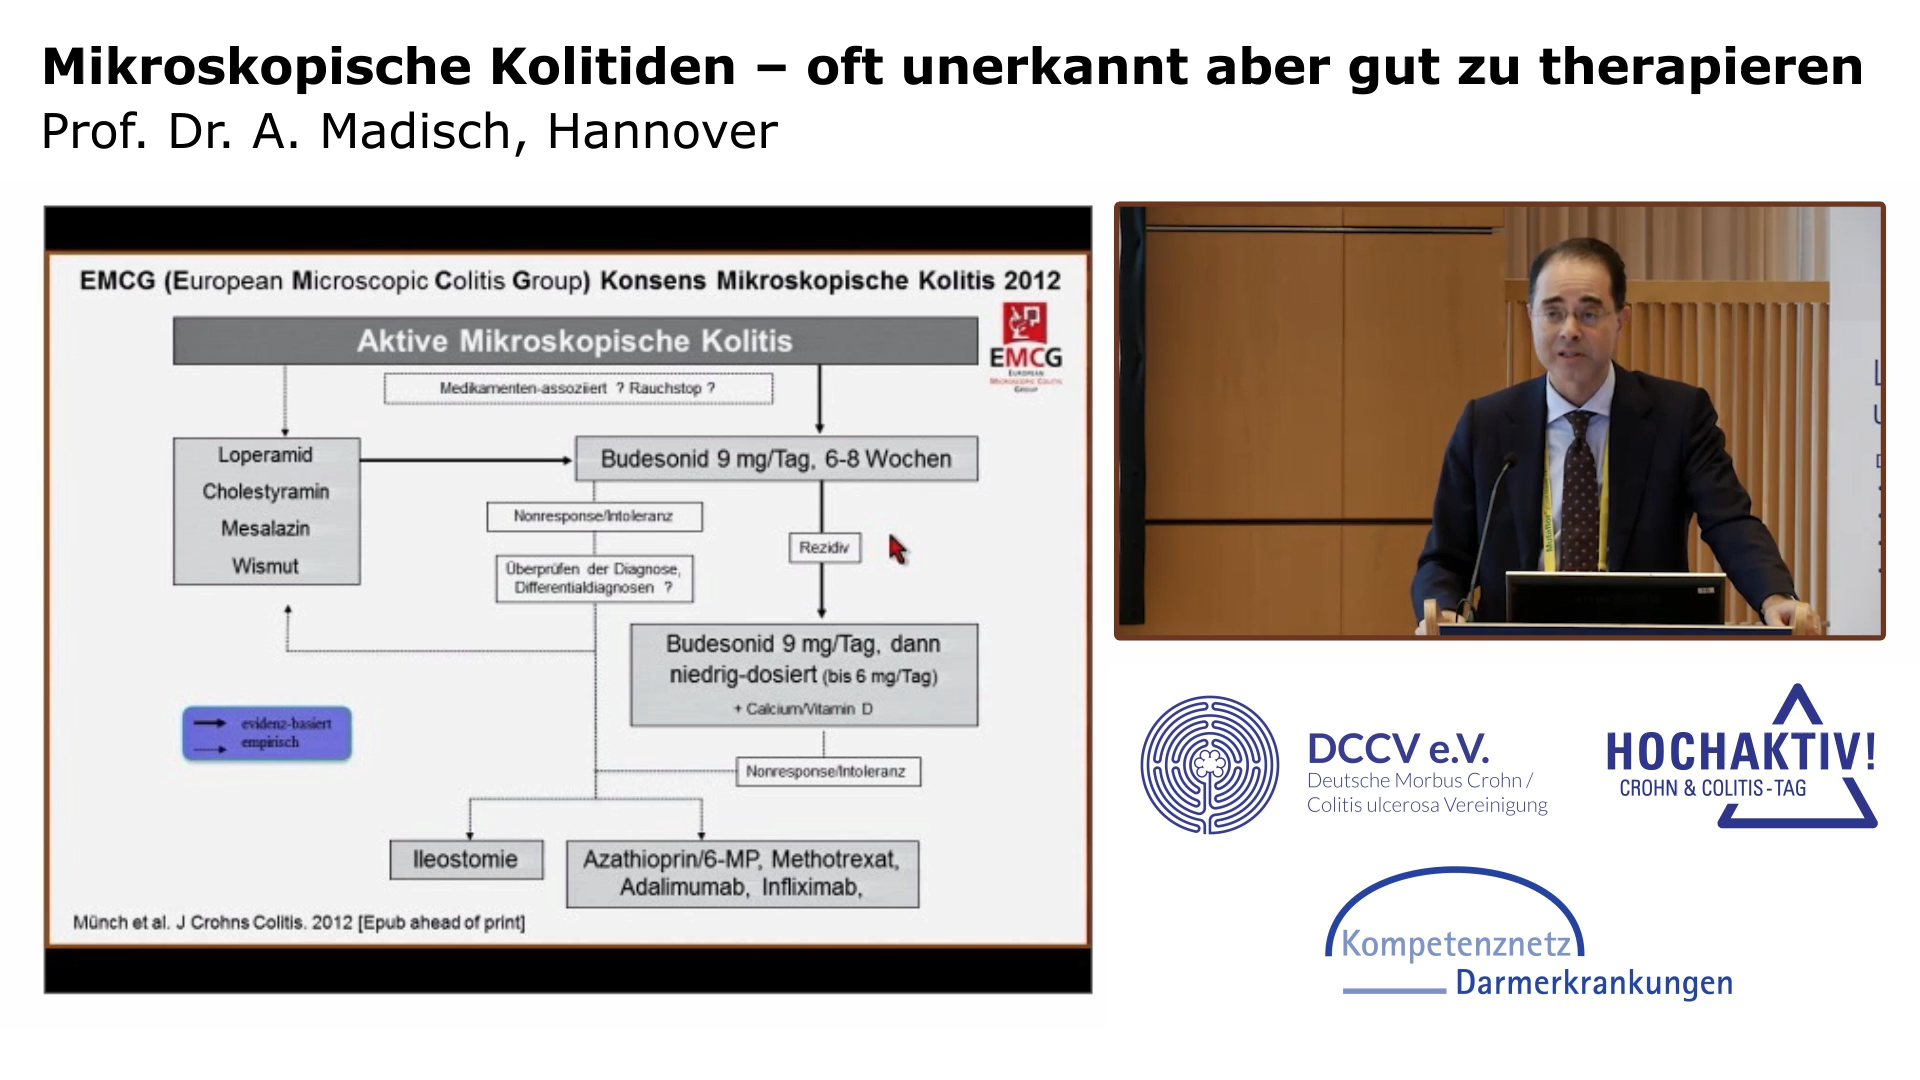 Mikroskopische Kolitiden – oft unerkannt aber gut zu therapieren
Prof. Dr. A. Madisch, Hannover
EMCG (European Microscopic Colitis Group) Konsens Mikroskopische Kolitis 2012
Aktive Mikroskopische Kolitis
EMCG
EUROPEAN
MICROSCOPIC COLITIS
GROUP
Medikamenten-assoziiert ? Rauchstop ?
Loperamid
Cholestyramin
Mesalazin
Wismut
Budesonid 9 mg/Tag, 6-8 Wochen
Nonresponse/Intoleranz
Rezidiv
Überprüfen der Diagnose,
Differentialdiagnosen ?
Budesonid 9 mg/Tag, dann
niedrig-dosiert (bis 6 mg/Tag)
+ Calcium/Vitamin D
evidenz-basiert
empirisch
Nonresponse/Intoleranz
Ileostomie
Azathioprin/6-MP, Methotrexat,
Adalimumab, Infliximab,
Münch et al. J Crohns Colitis. 2012 [Epub ahead of print]
DCCV e.V.
Deutsche Morbus Crohn /
Colitis ulcerosa Vereinigung
HOCHAKTIV!
CROHN & COLITIS-TAG
Kompetenznetz
Darmerkrankungen